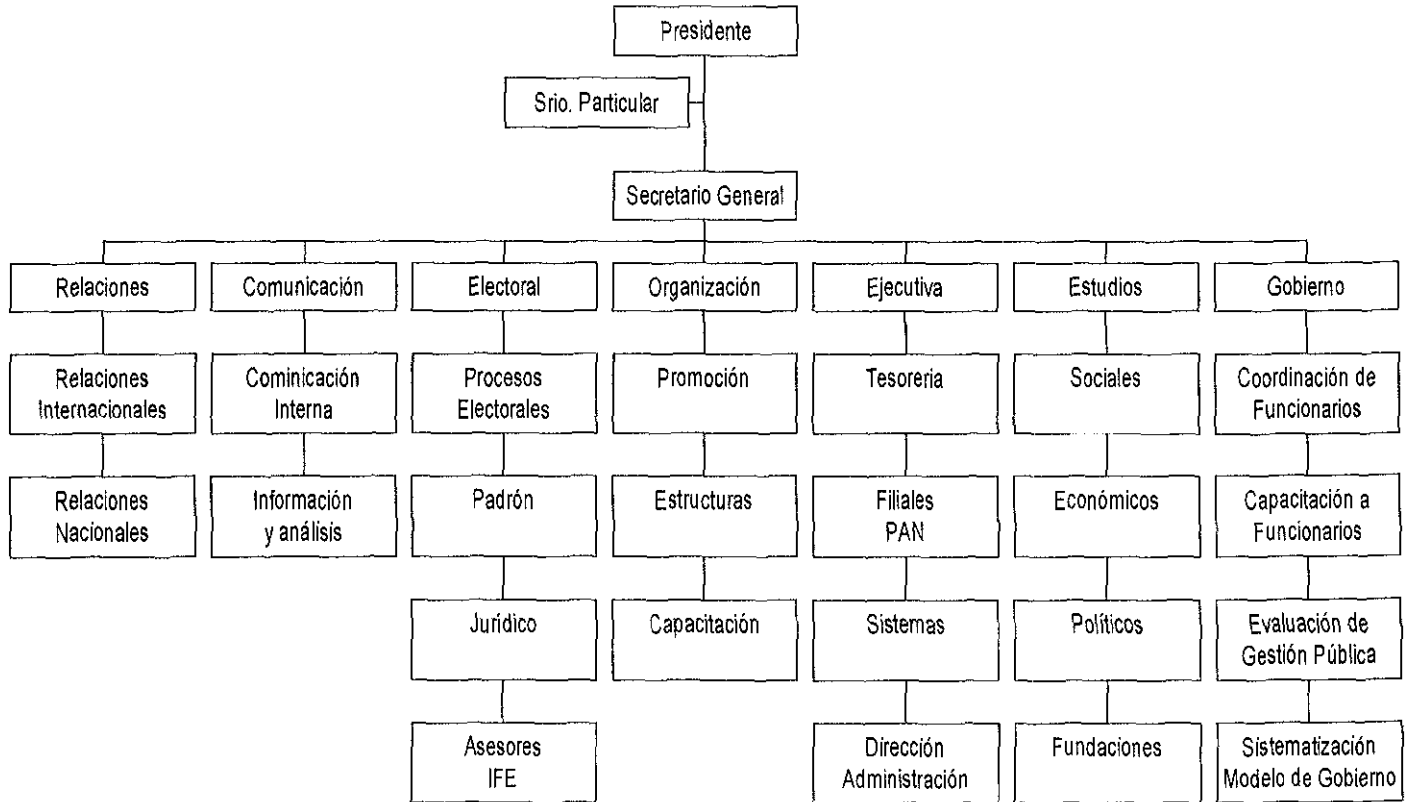 Presidente
Srio. Particular
Secretario General
Relaciones
Comunicación
Electoral
Organización
Ejecutiva
Estudios
Gobierno
Relaciones
Internacionales
Cominicación
Interna
Procesos
Electorales
Promoción
Tesoreria
Sociales
Coordinación de
Funcionarios
Relaciones
Nacionales
Información
y análisis
Padrón
Estructuras
Filiales
PAN
Económicos
Capacitación a
Funcionarios
Jurídico
Capacitación
Sistemas
Políticos
Evaluación de
Gestión Pública
Asesores
IFE
Dirección
Administración
Fundaciones
Sistematización
Modelo de Gobierno